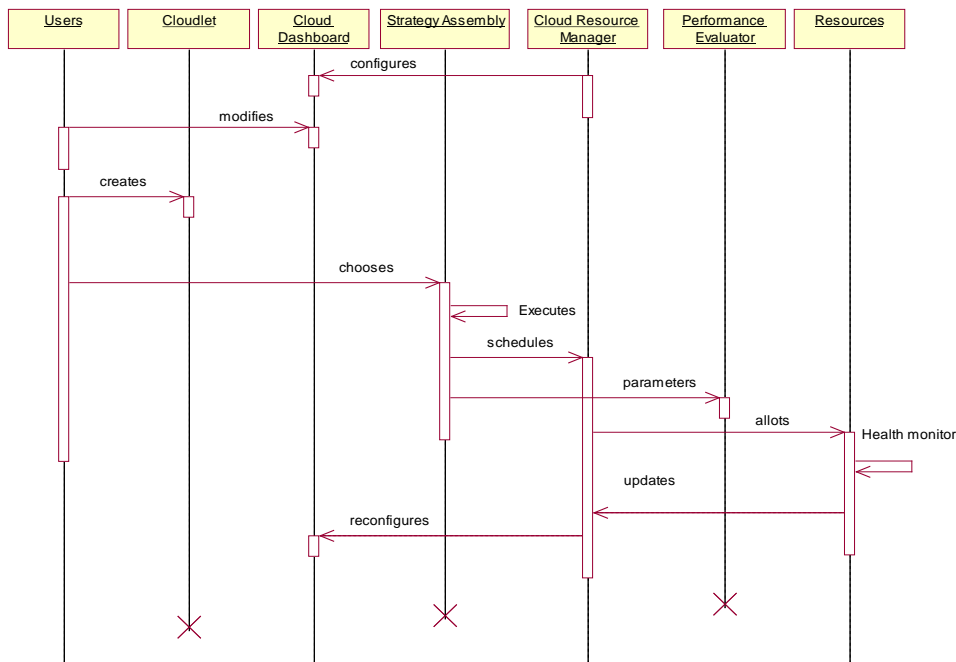 Users
Cloudlet
Cloud
Dashboard
Strategy Assembly
Cloud Resource
Manager
Performance
Evaluator
Resources
configures
modifies
creates
chooses
Executes
schedules
parameters
allots
Health monitor
updates
reconfigures